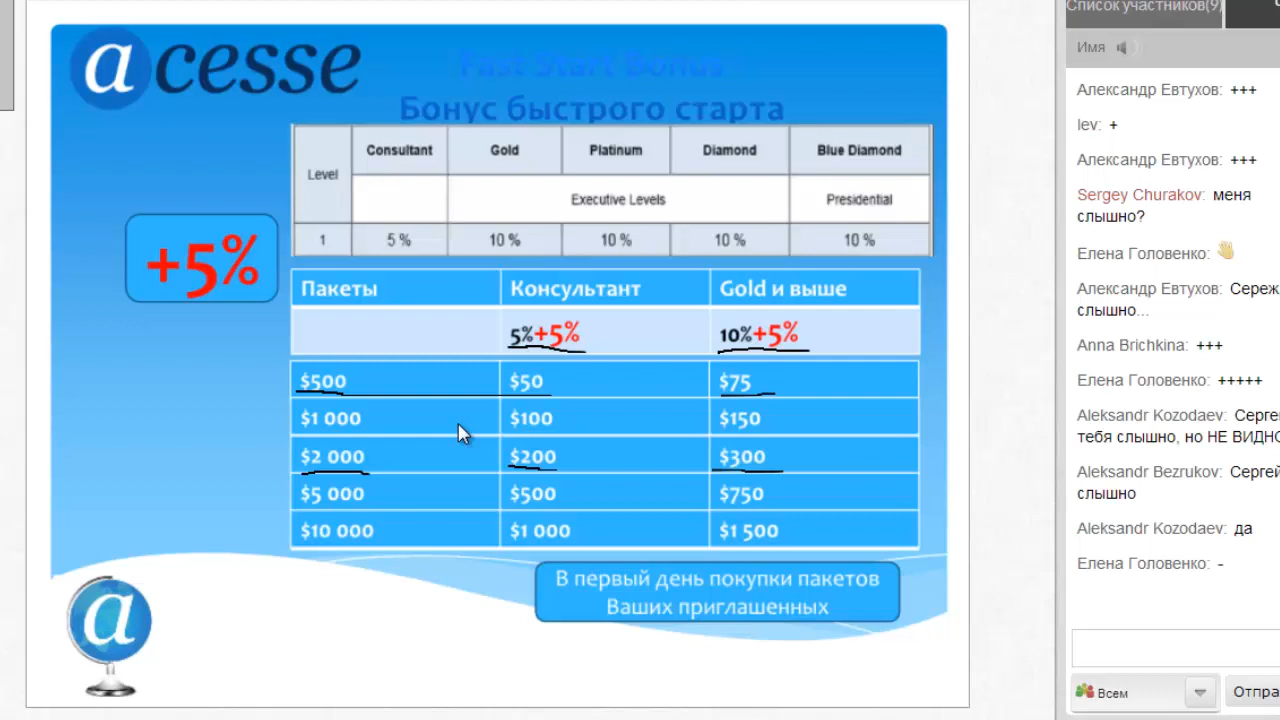 acesse
Fast Start Bonus
Бонус быстрого старта
Level Consultant Gold Platinum Diamond Blue Diamond
Executive Levels Presidential
1 5 % 10 % 10 % 10 % 10 %
+5%
Пакеты Консультант Gold и выше
5%+5% 10%+5%
$500 $50 $75
$1 000 $100 $150
$2 000 $200 $300
$5 000 $500 $750
$10 000 $1 000 $1 500
В первый день покупки пакетов
Ваших приглашенных
a
Список участников(9)
Имя
Александр Евтухов: +++
lev: +
Александр Евтухов: +++
Sergey Churakov: меня
слышно?
Елена Головенко:
Александр Евтухов: Сереж
слышно...
Anna Brichkina: +++
Елена Головенко: +++++
Aleksandr Kozodaev: Серге
тебя слышно, но НЕ ВИДНО
Aleksandr Bezrukov: Сергей
слышно
Aleksandr Kozodaev: да
Елена Головенко: -
Всем Отпра